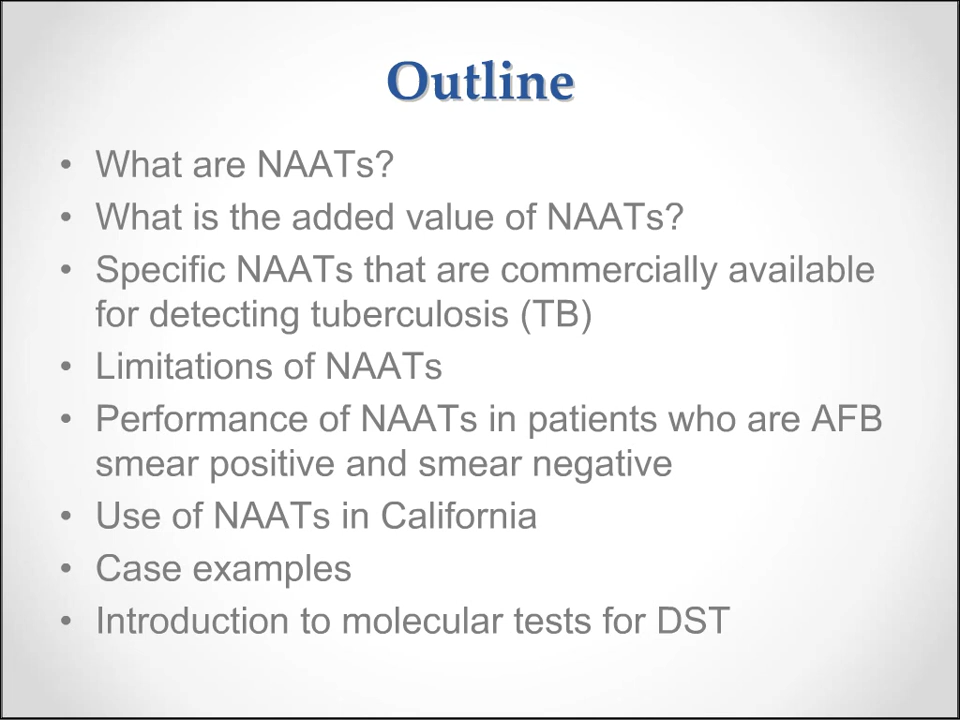 Outline
• What are NAATs?
• What is the added value of NAATs?
• Specific NAATs that are commercially available
for detecting tuberculosis (TB)
• Limitations of NAATs
• Performance of NAATs in patients who are AFB
smear positive and smear negative
• Use of NAATs in California
• Case examples
• Introduction to molecular tests for DST